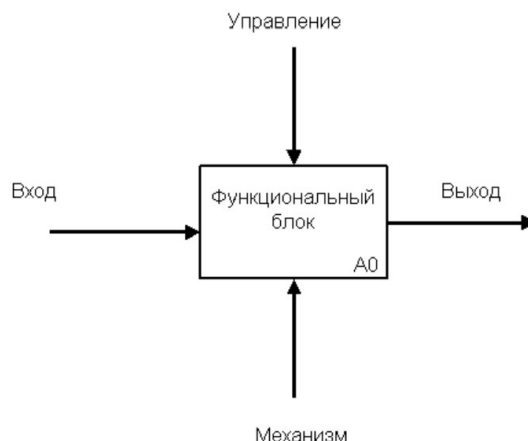 Управление
Вход
Функциональный
блок
Выход
A0
Механизм